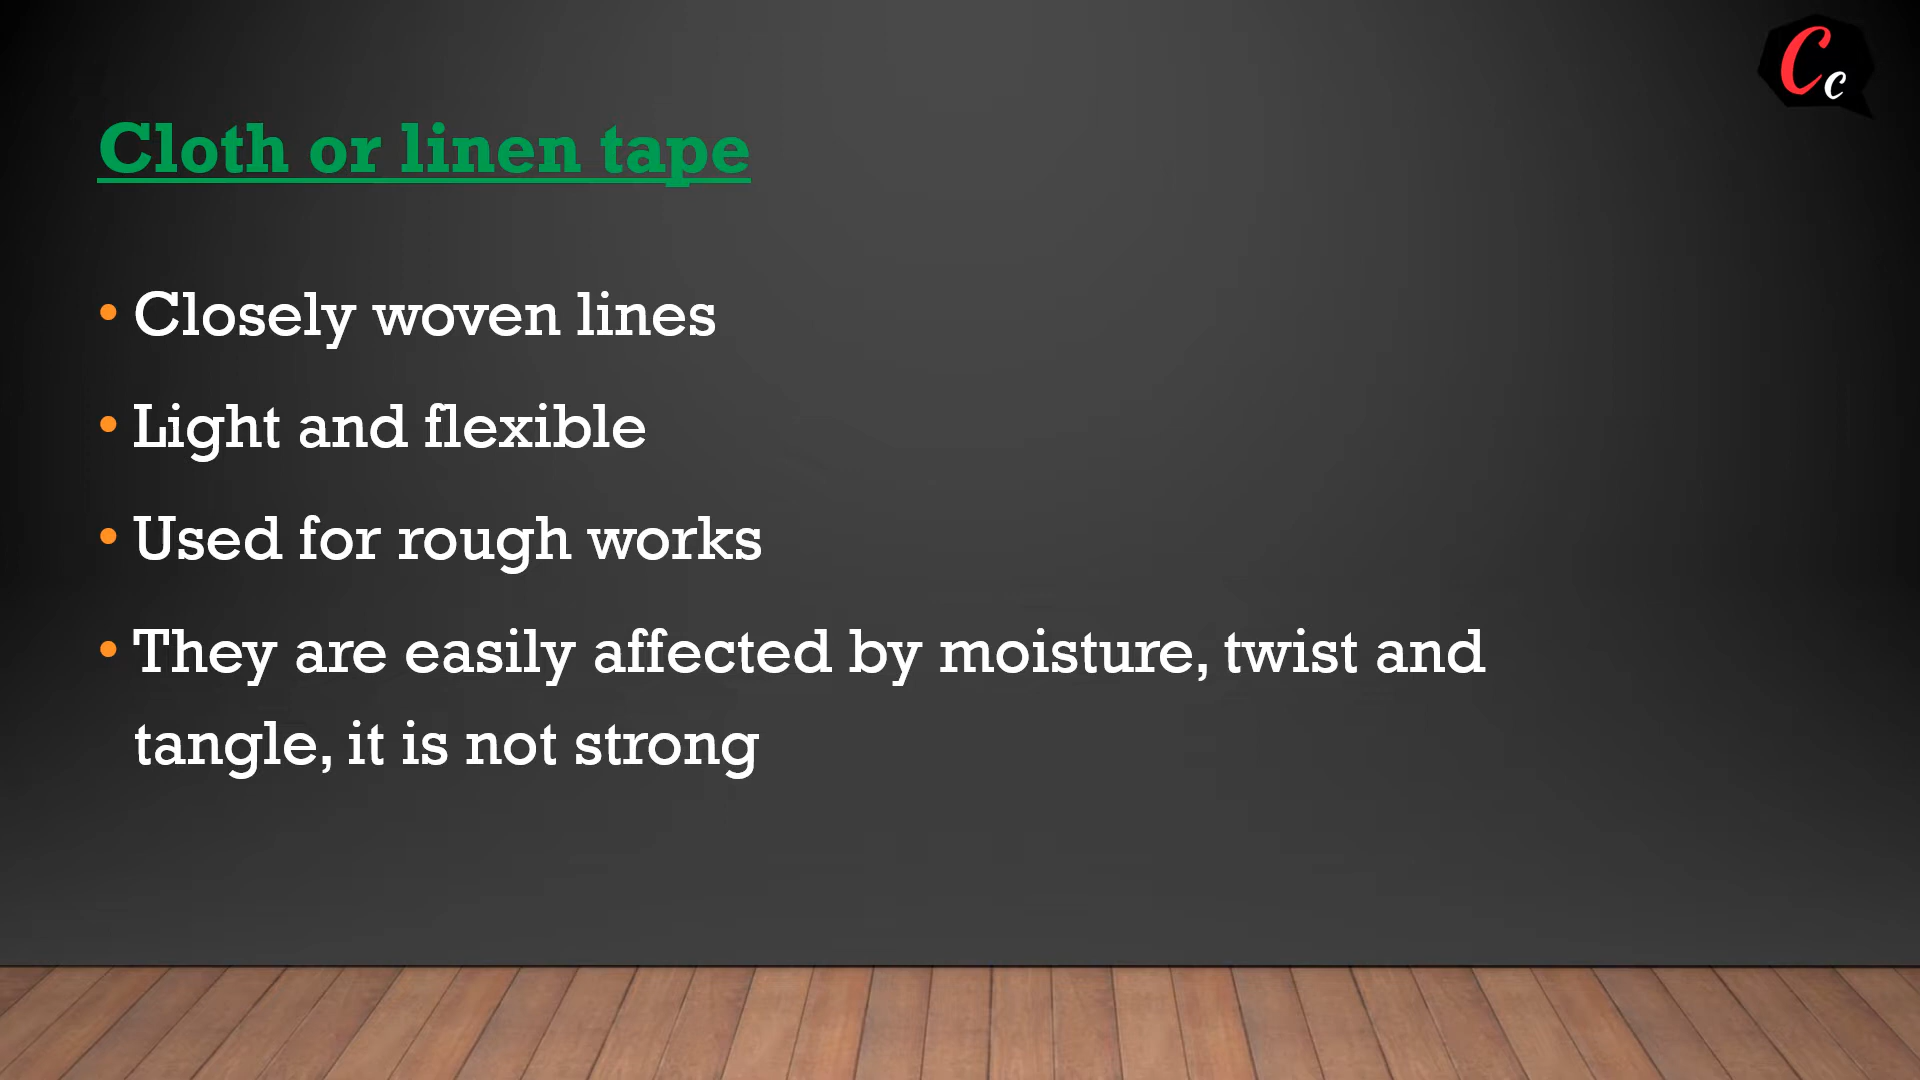 Cc
Cloth or linen tape
• Closely woven lines
• Light and flexible
• Used for rough works
• They are easily affected by moisture, twist and
tangle, it is not strong